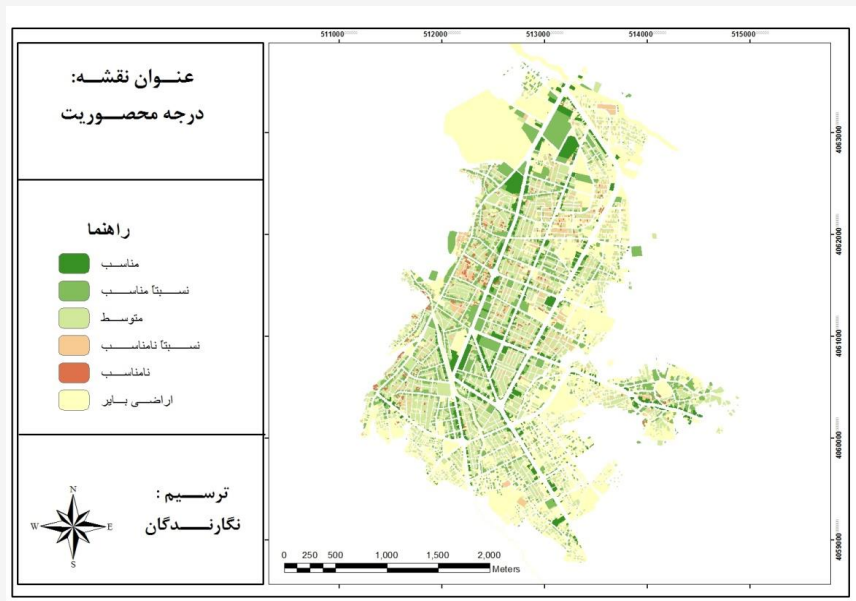 عنوان نقشه:
درجه محصوریت
راهنما
مناسب
نسبتاً مناسب
متوسط
نسبتاً نامناسب
نامناسب
اراضی بایر
ترسیم :
نگارندگان
N
W E
S
511000 512000 513000 514000 515000
4063000
4062000
4061000
4060000
4059000
0 250 500 1,000 1,500 2,000
Meters